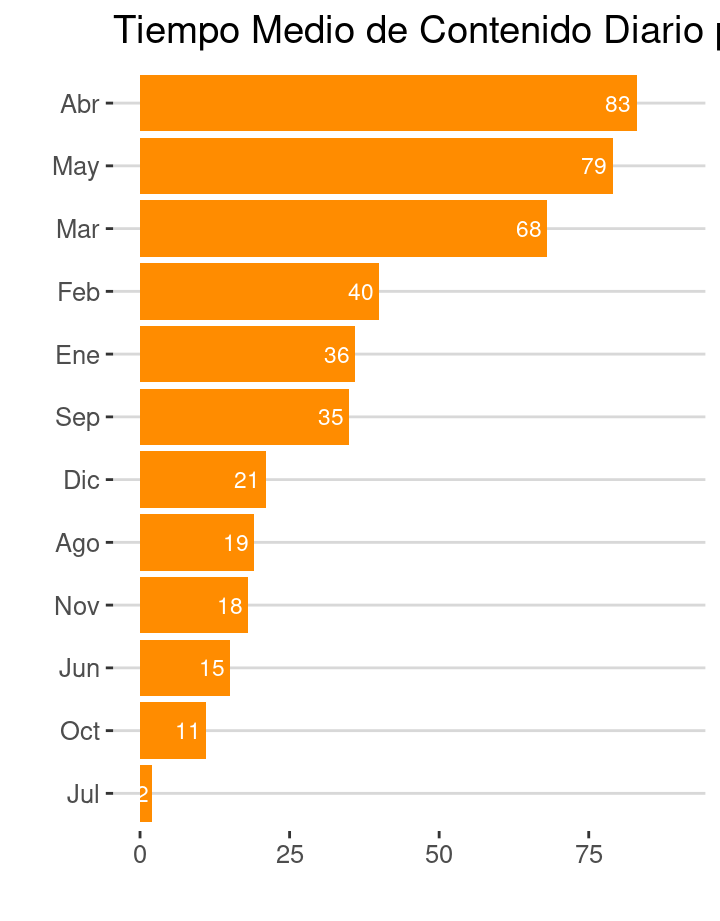 Tiempo Medio de Contenido Diario
Abr 83
May 79
Mar 68
Feb 40
Ene 36
Sep 35
Dic 21
Ago 19
Nov 18
Jun 15
Oct 11
Jul 2
0 25 50 75